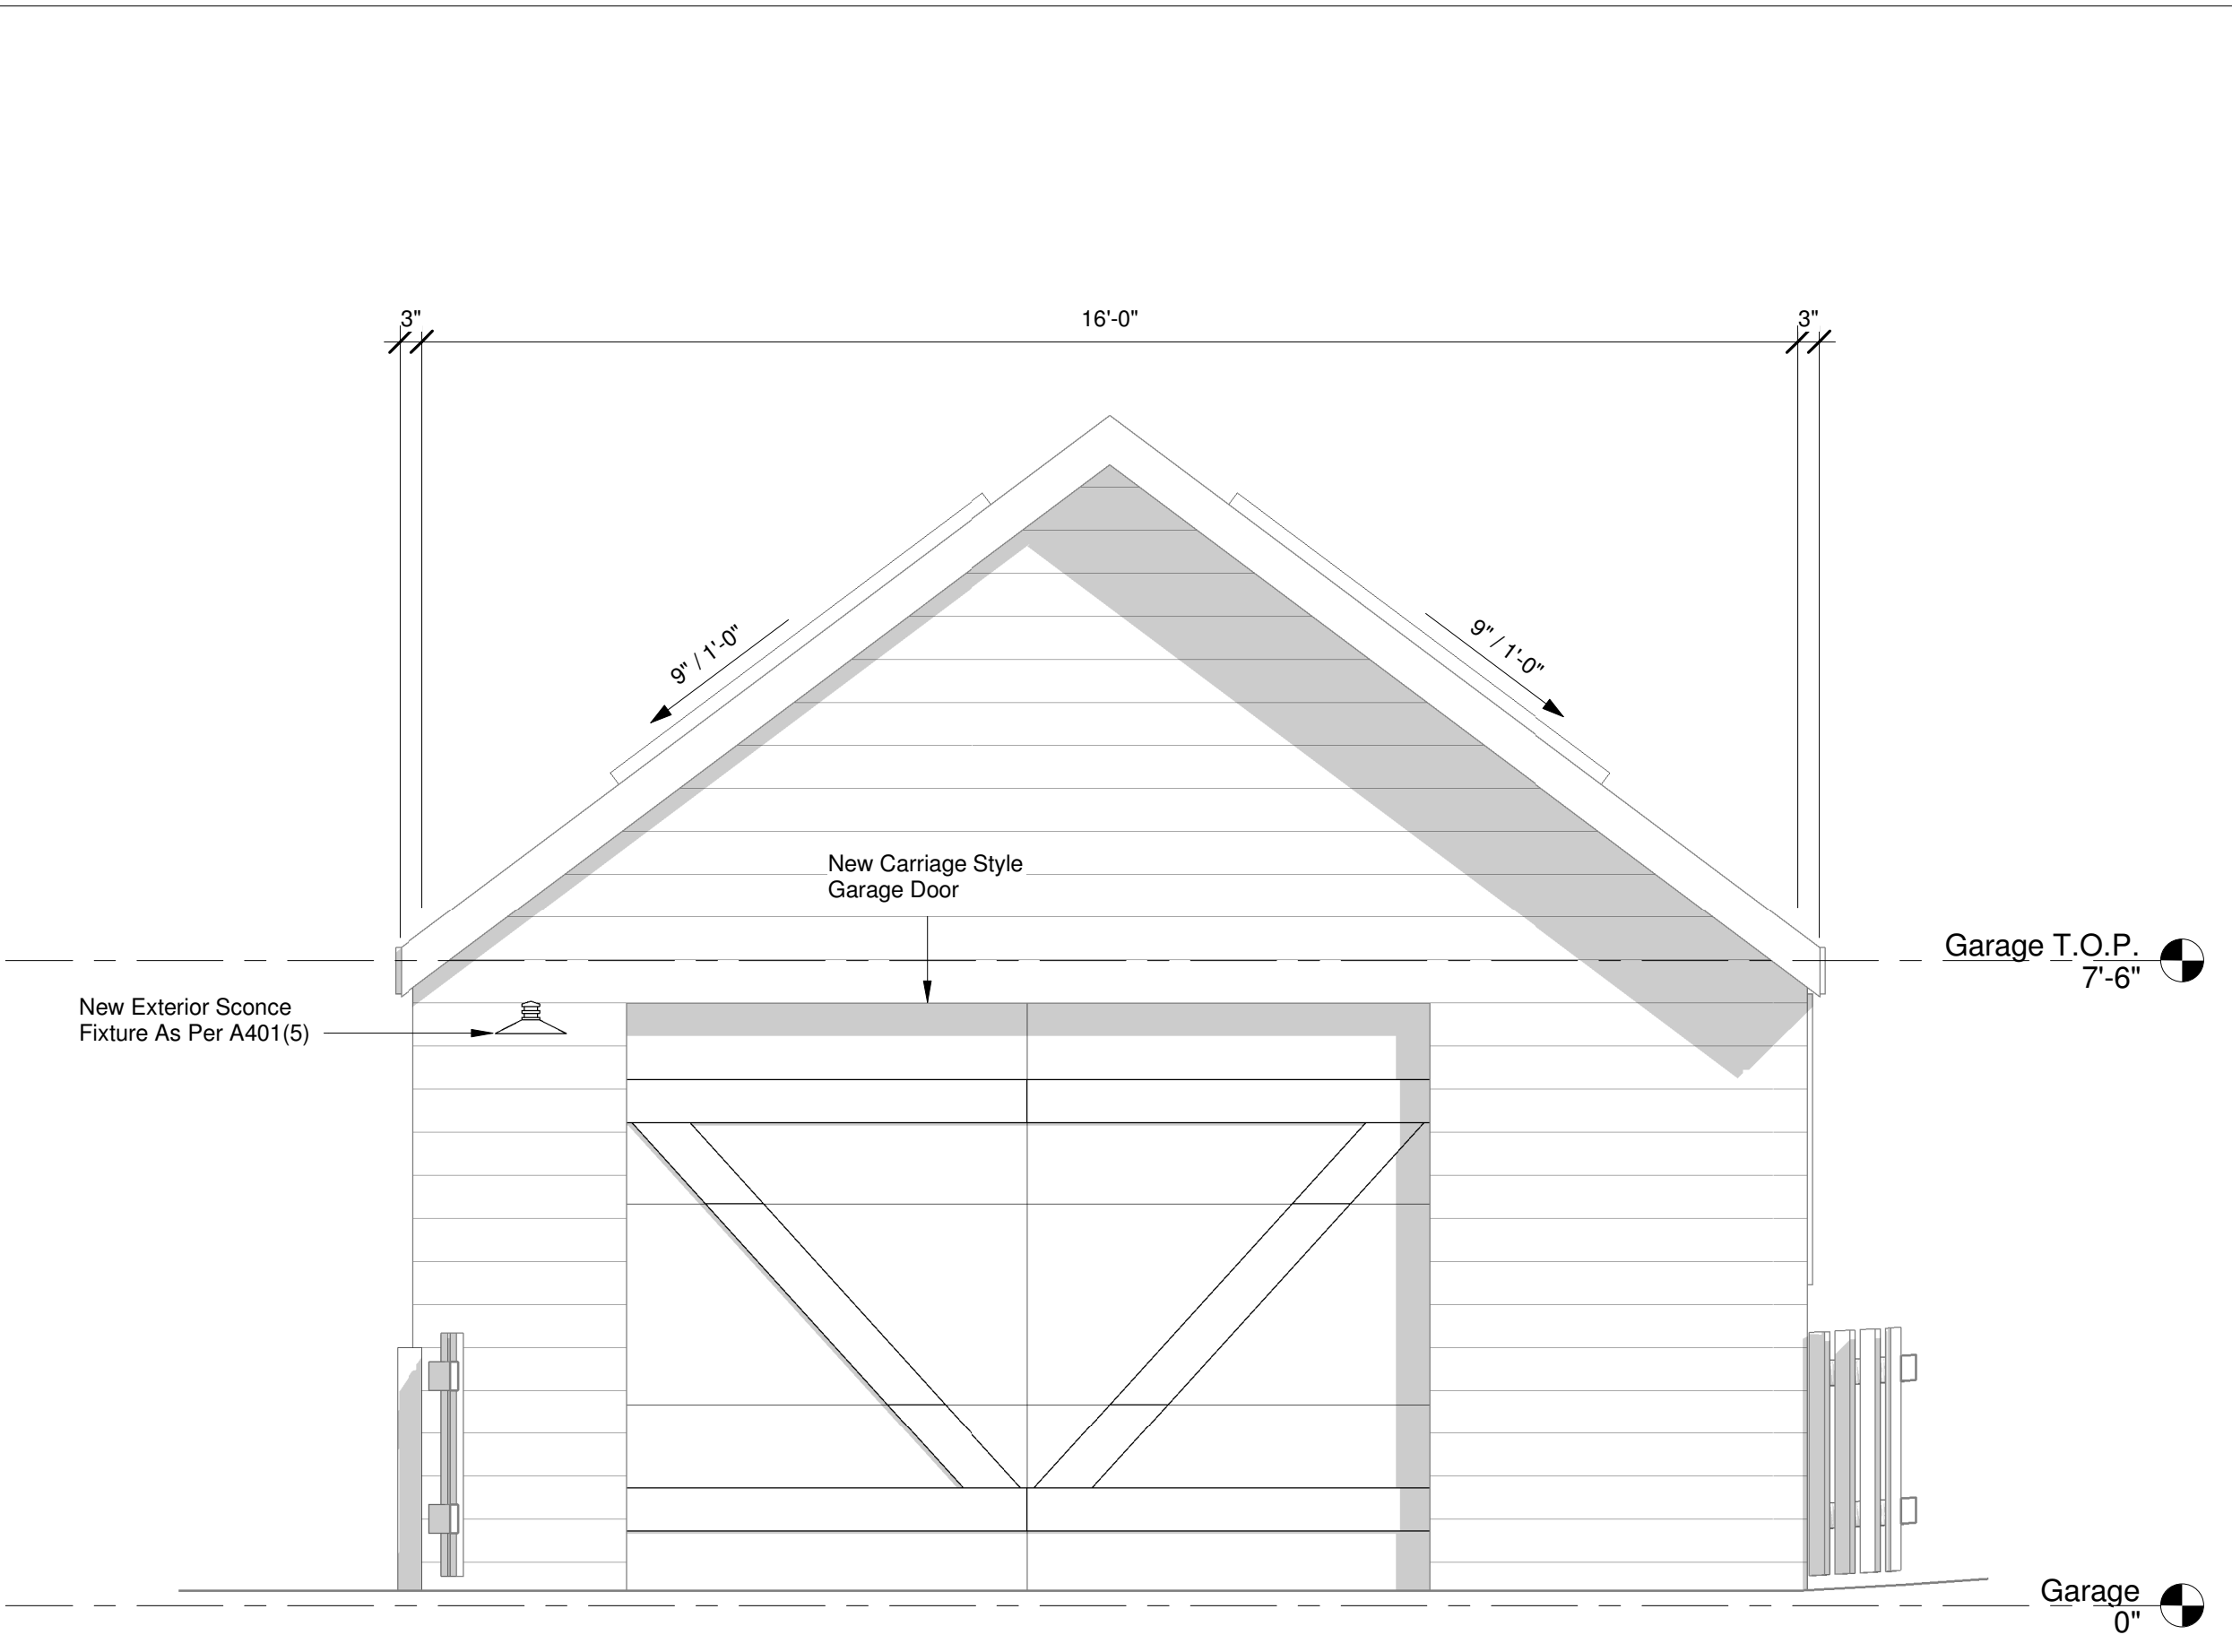 3"
16'-0"
3"
9" / 1'-0"
9" / 1'-0"
New Carriage Style
Garage Door
Garage T.O.P.
7'-6"
New Exterior Sconce
Fixture As Per A401(5)
Garage
0"